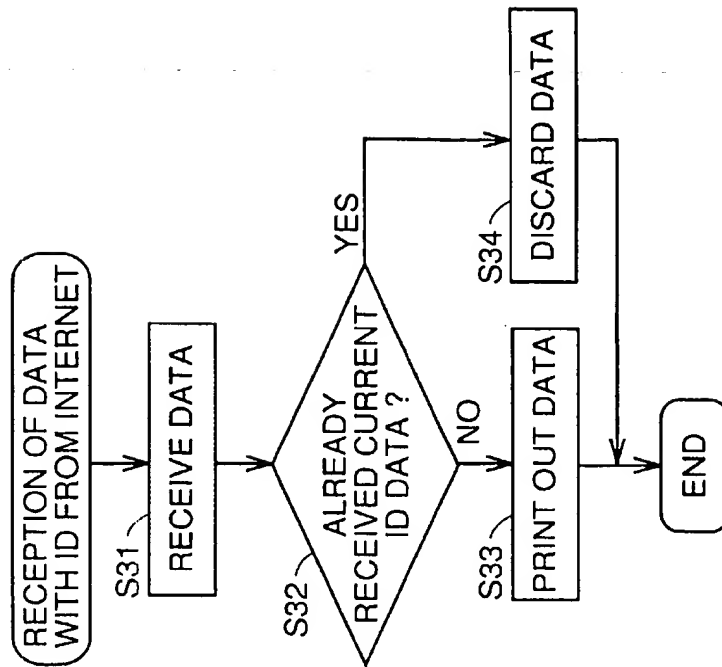 RECEPTION OF DATA
WITH ID FROM INTERNET
S31
RECEIVE DATA
S32
ALREADY
RECEIVED CURRENT
ID DATA ?
YES
NO
S33
PRINT OUT DATA
S34
DISCARD DATA
END